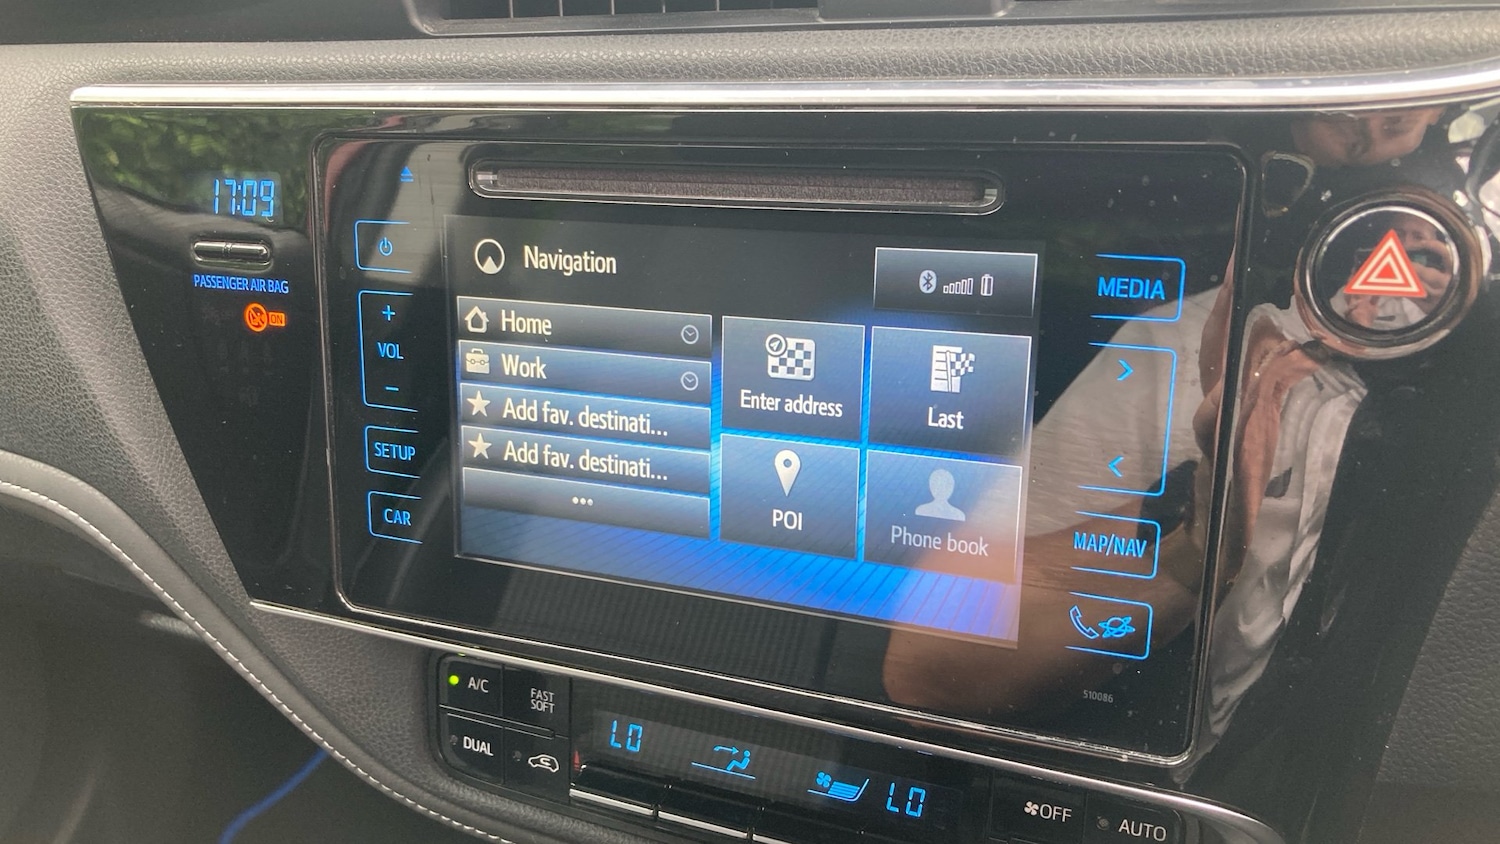 17:09
PASSENGER AIR BAG
ON
+
VOL
−
SETUP
CAR
Navigation
Home
Work
Add fav. destinati...
Add fav. destinati...
...
Enter address
Last
POI
Phone book
MEDIA
>
<
MAP/NAV
510086
A/C
FAST
SOFT
DUAL
LO
LO
OFF
AUTO